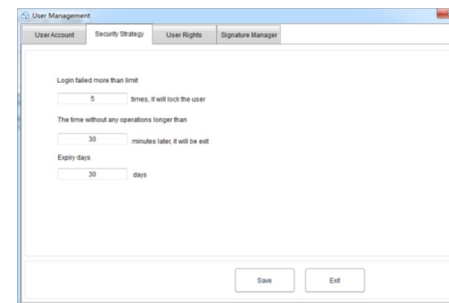 User Management
User Account Security Strategy User Rights Signature Manager
Login failed more than limit
5 times, it will lock the user
The time without any operations longer than
30 minutes later, it will be exit
Expiry days
30 days
Save Exit